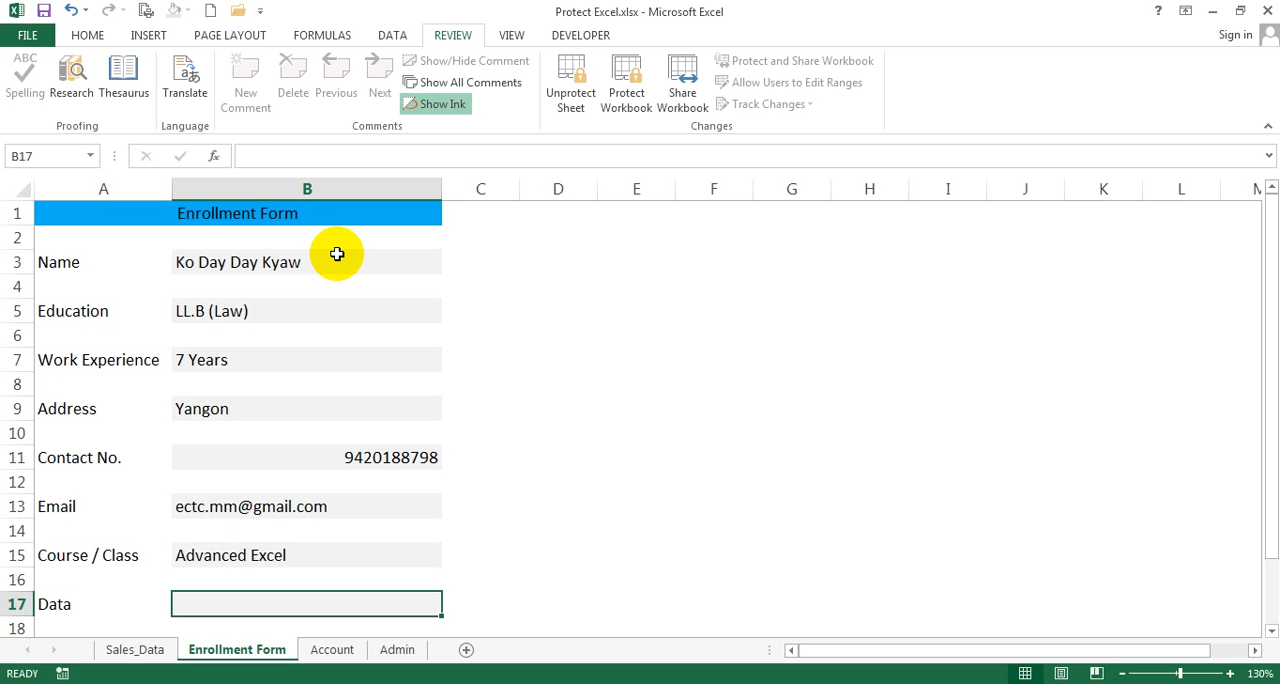 Protect Excel.xlsx - Microsoft Excel
?
FILE HOME INSERT PAGE LAYOUT FORMULAS DATA REVIEW VIEW DEVELOPER Sign in
ABC
Spelling
Research
Thesaurus
Proofing
Translate
Language
New
Comment
Delete
Previous
Next
Show/Hide Comment
Show All Comments
Show Ink
Comments
Unprotect
Sheet
Protect
Workbook
Share
Workbook
Protect and Share Workbook
Allow Users to Edit Ranges
Track Changes
Changes
B17 fx
A B C D E F G H I J K L M
1 Enrollment Form
2
3 Name Ko Day Day Kyaw
4
5 Education LL.B (Law)
6
7 Work Experience 7 Years
8
9 Address Yangon
10
11 Contact No. 9420188798
12
13 Email ectc.mm@gmail.com
14
15 Course / Class Advanced Excel
16
17 Data
18
Sales_Data Enrollment Form Account Admin
READY 130%